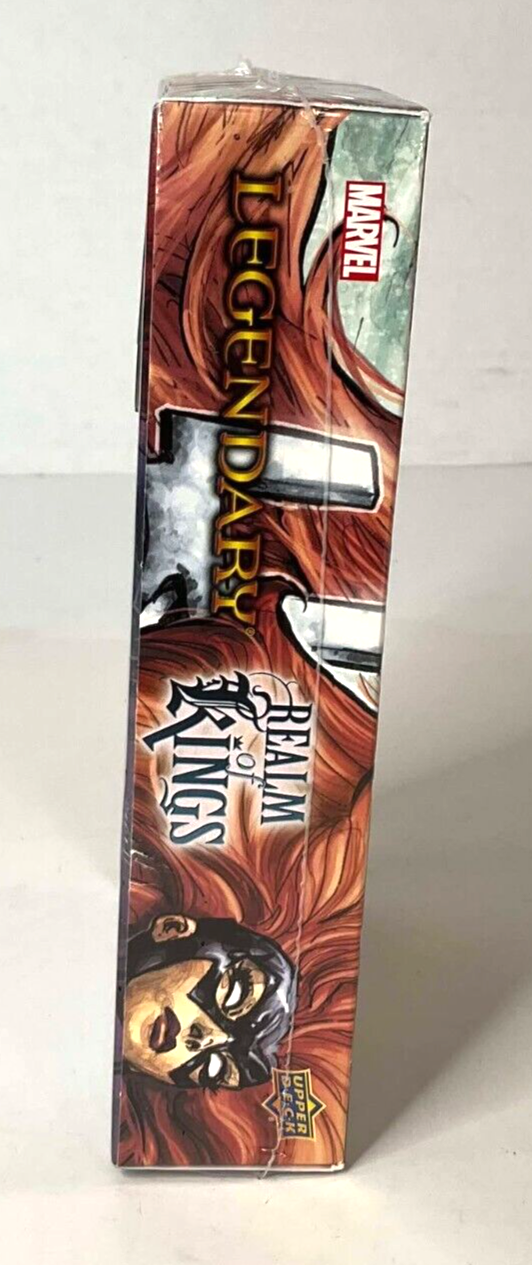 MARVEL
LEGENDARY®
REALM
of
KINGS
UPPER
DECK